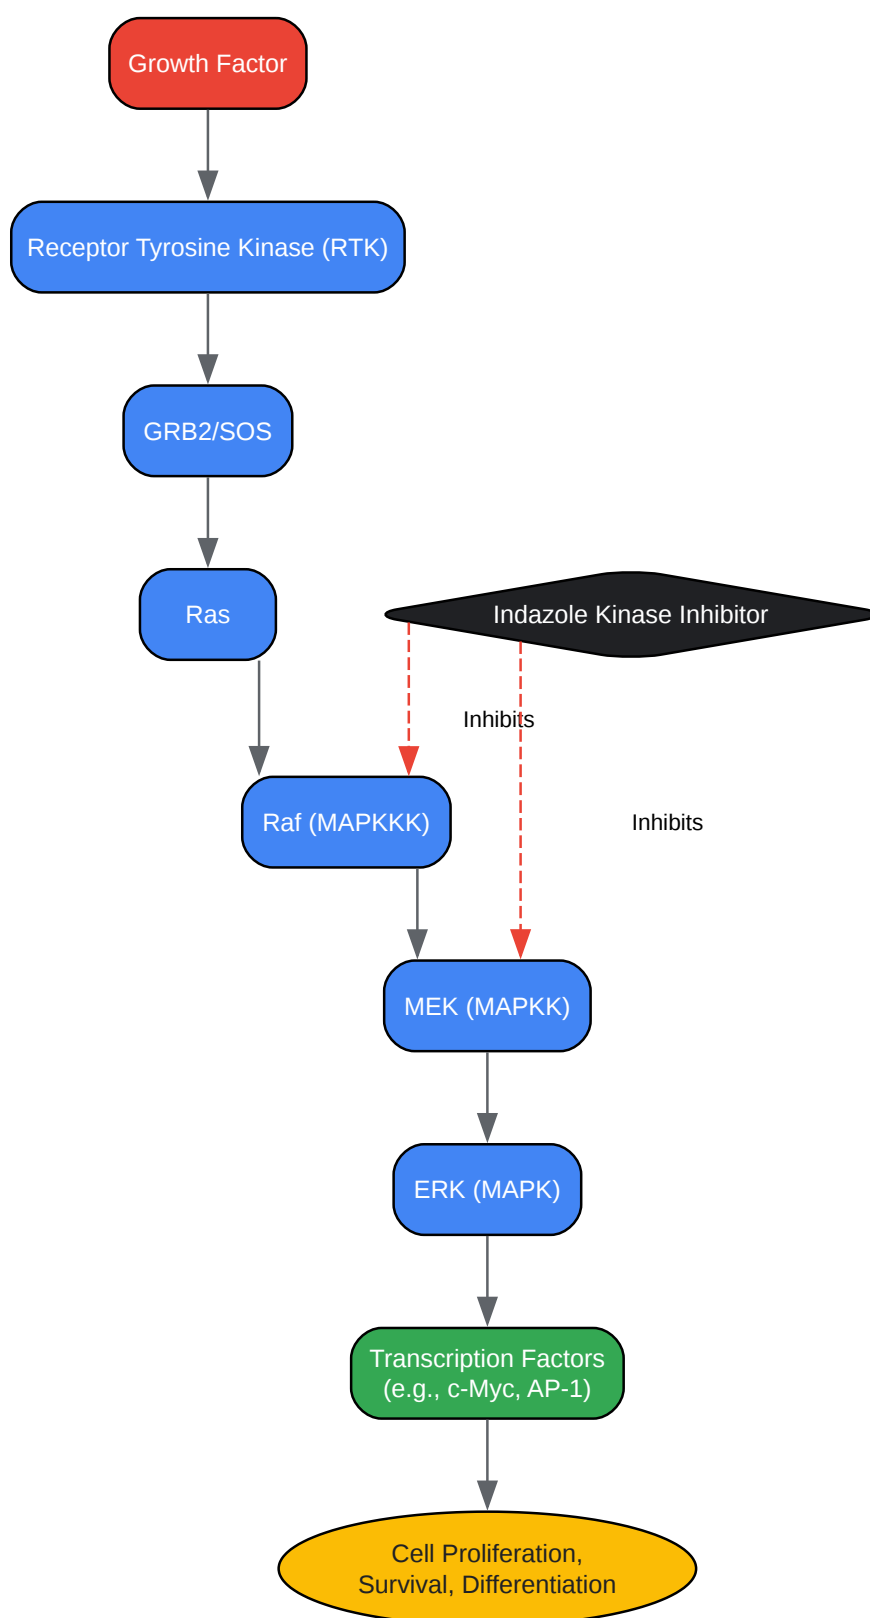 Growth Factor
Receptor Tyrosine Kinase (RTK)
GRB2/SOS
Ras
Indazole Kinase Inhibitor
Inhibits
Raf (MAPKKK)
Inhibits
MEK (MAPKK)
ERK (MAPK)
Transcription Factors
(e.g., c-Myc, AP-1)
Cell Proliferation,
Survival, Differentiation